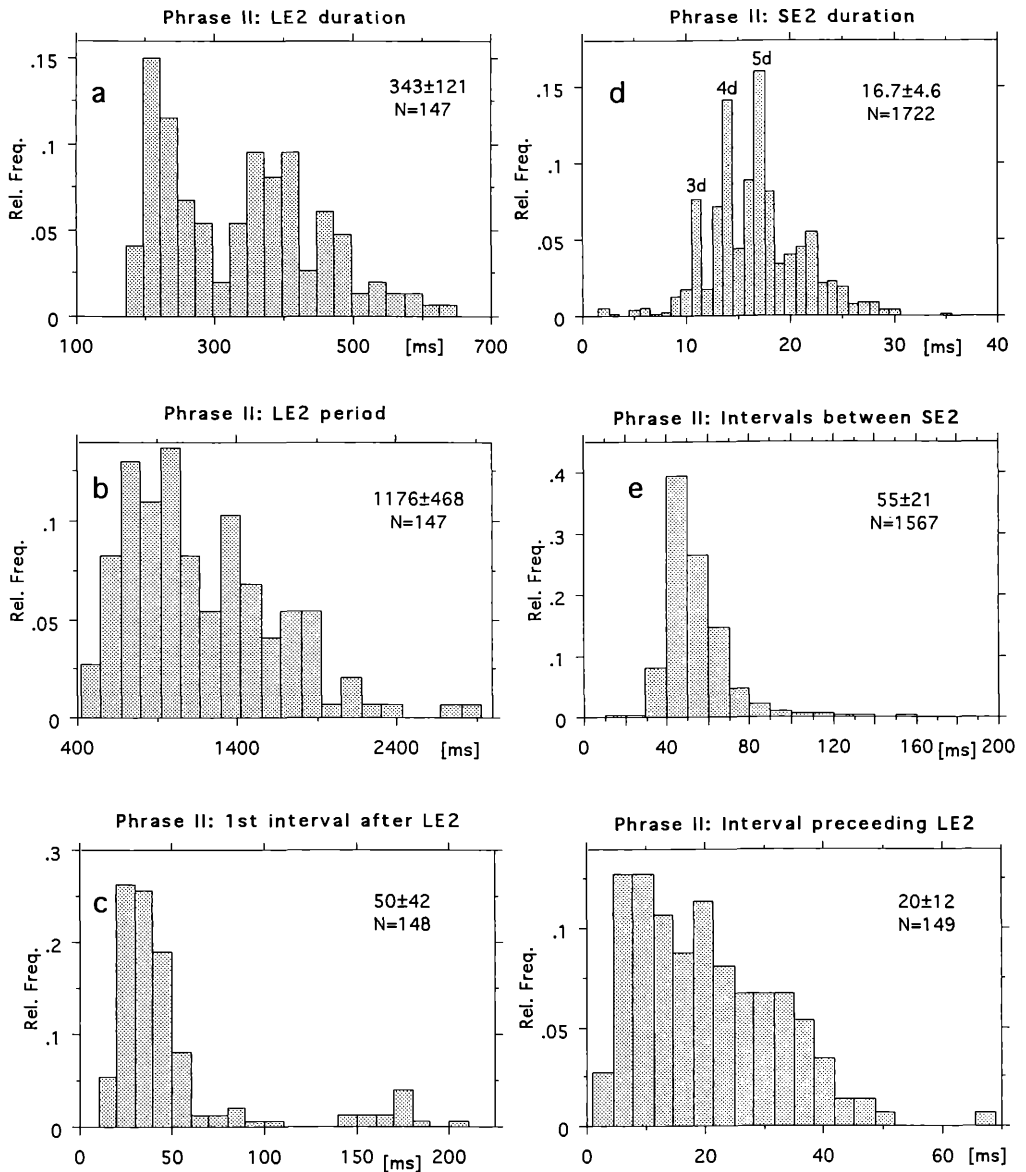 Phrase II: LE2 duration
a
343±121
N=147
Rel. Freq.
.15
.1
.05
0
100
300
500
[ms]
700
Phrase II: SE2 duration
d
3d
4d
5d
16.7±4.6
N=1722
Rel. Freq.
.15
.1
.05
0
0
10
20
30
[ms]
40
Phrase II: LE2 period
b
1176±468
N=147
Rel. Freq.
.1
.05
0
400
1400
2400
[ms]
Phrase II: Intervals between SE2
e
55±21
N=1567
Rel. Freq.
.4
.3
.2
.1
0
0
40
80
120
160
[ms]
200
Phrase II: 1st interval after LE2
c
50±42
N=148
Rel. Freq.
0.3
.2
.1
0
0
50
100
150
200
[ms]
Phrase II: Interval preceeding LE2
20±12
N=149
Rel. Freq.
.1
0.05
0
0
20
40
60
[ms]